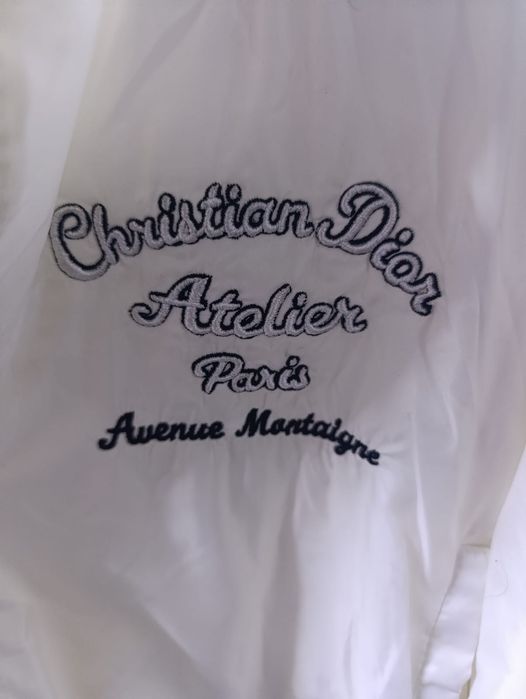 Christian Dior
Atelier
Paris
Avenue Montaigne